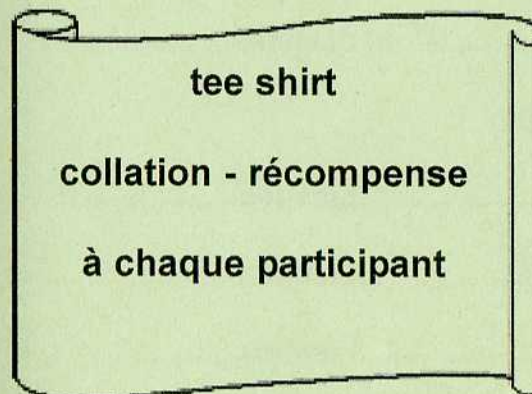 tee shirt
collation - récompense
à chaque participant